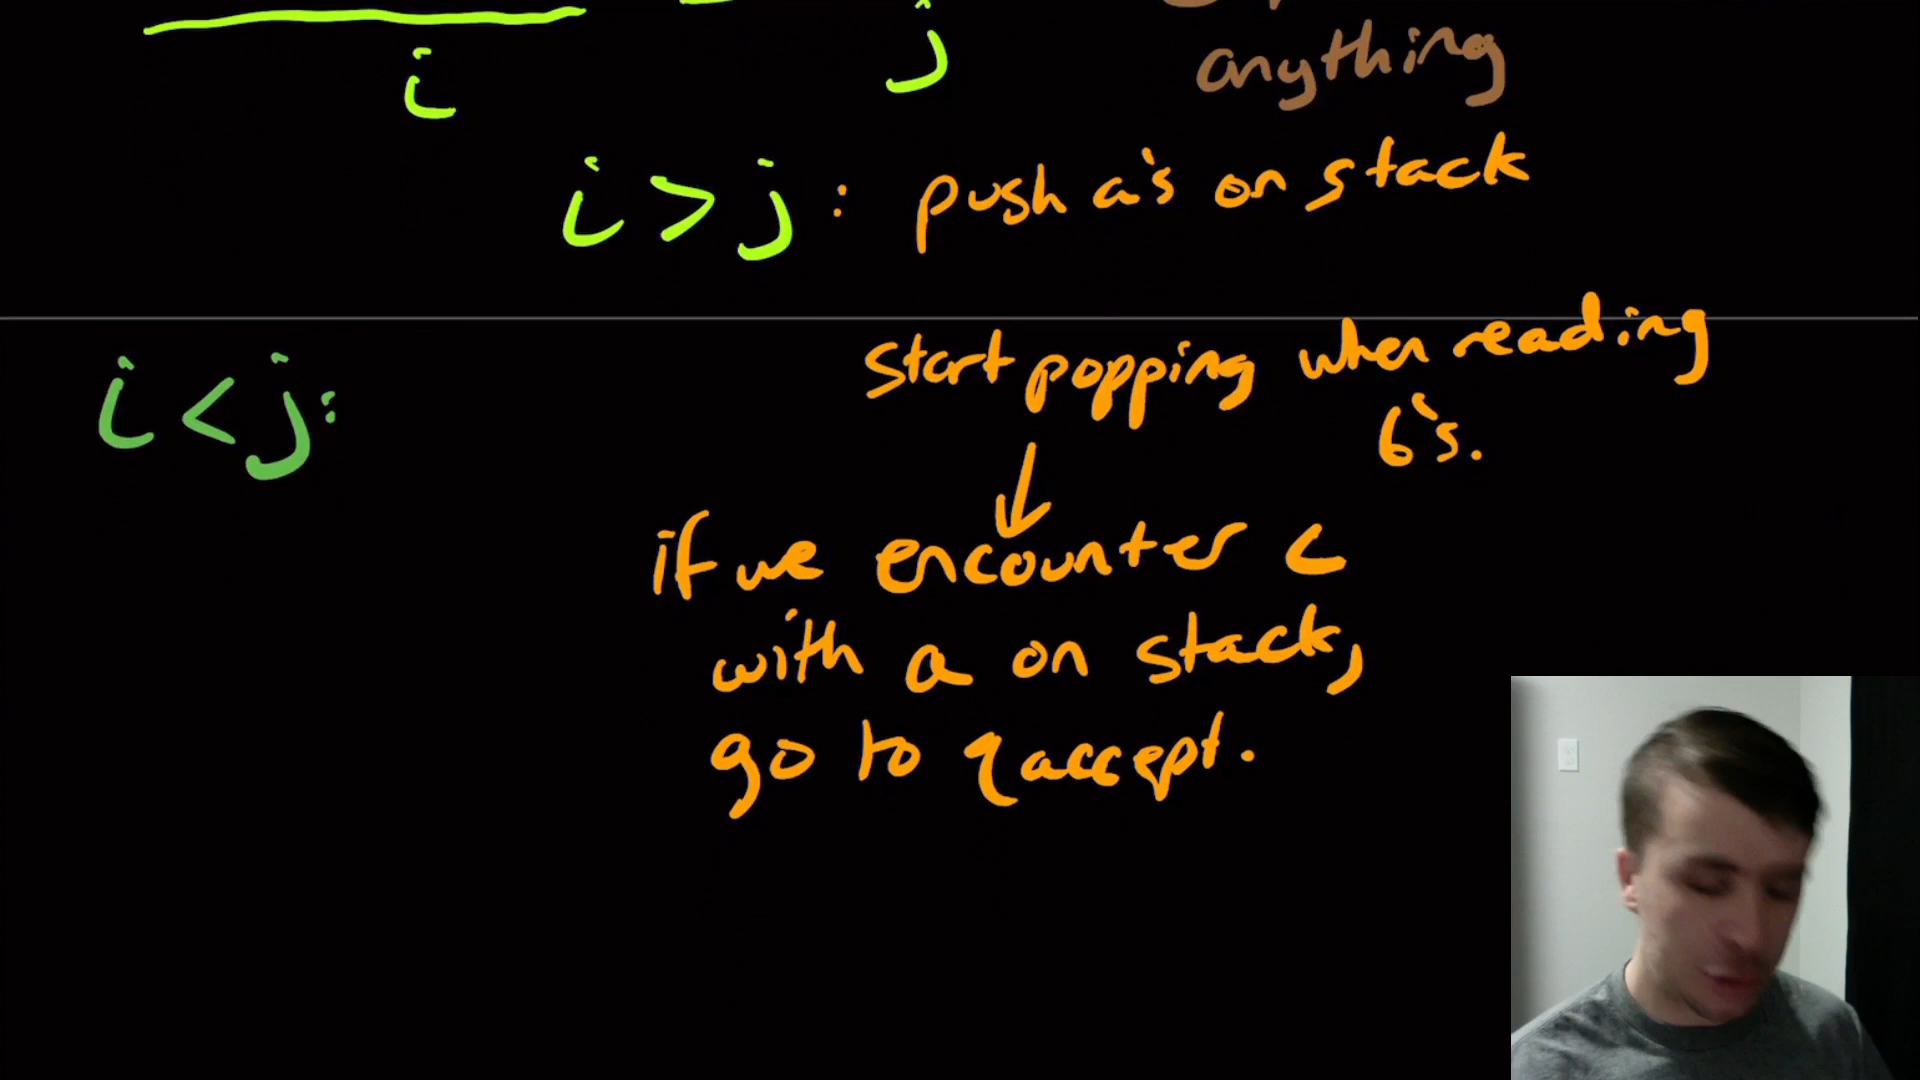 anything
i j
i > j : push a's on stack
start popping when reading
b's.
i < j :
if we encounter c
with a on stack,
go to qaccept.